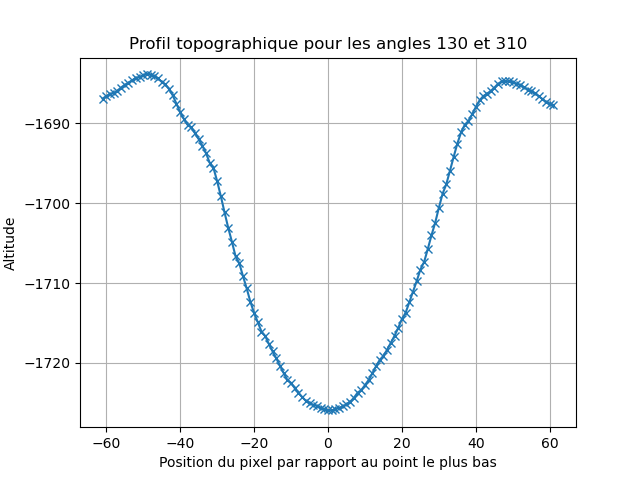 Profil topographique pour les angles 130 et 310
Altitude
−1690
−1700
−1710
−1720
−60 −40 −20 0 20 40 60
Position du pixel par rapport au point le plus bas